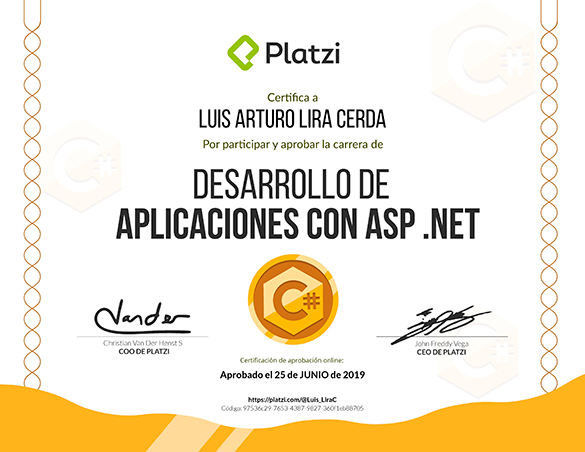 Platzi
Certifica a
LUIS ARTURO LIRA CERDA
Por participar y aprobar la carrera de
DESARROLLO DE
APLICACIONES CON ASP .NET
C#
Vander
Christian Van Der Henst S
COO DE PLATZI
John Freddy Vega
CEO DE PLATZI
Certificación de aprobación online:
Aprobado el 25 de JUNIO de 2019
https://platzi.com/@Luis_LiraC
Código: 97536c29-7653-4387-9827-360f1eb88705